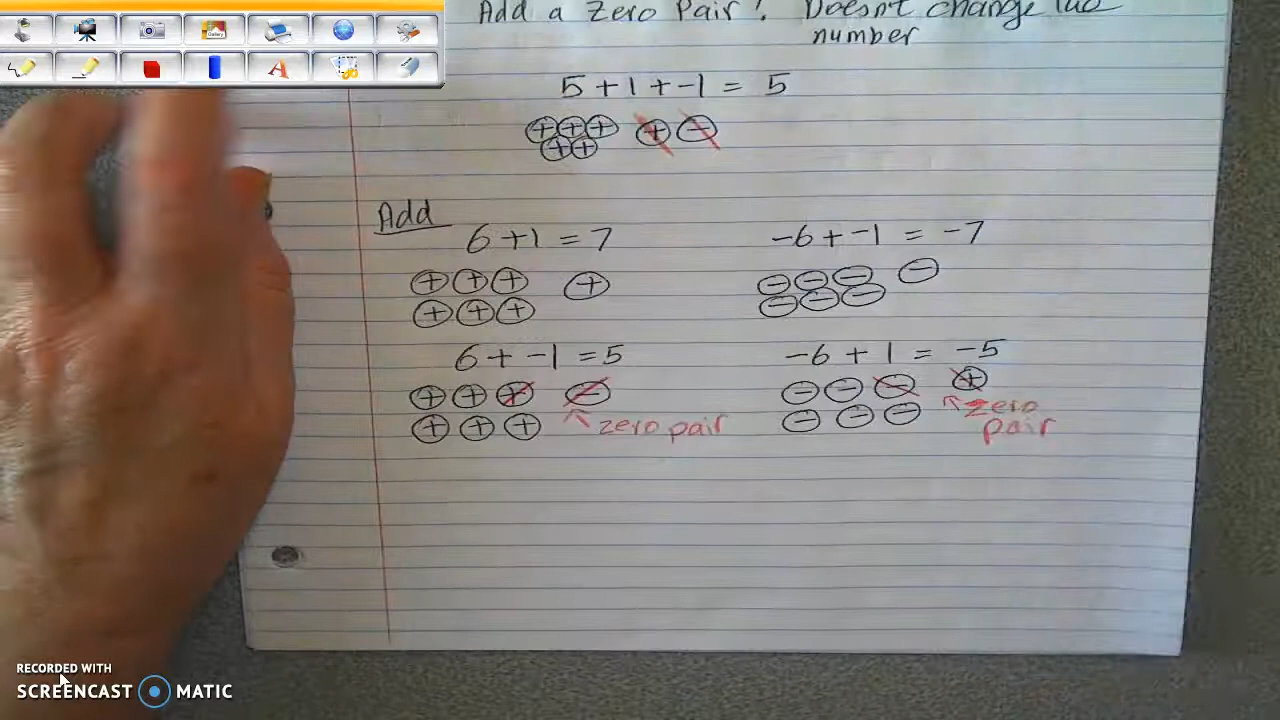 Add a Zero Pair! Doesn't change
number
5 + 1 + -1 = 5
Add
6 + 1 = 7
-6 + -1 = -7
6 + -1 = 5
-6 + 1 = -5
zero pair
zero
pair
Gallery
A
RECORDED WITH
SCREENCAST MATIC